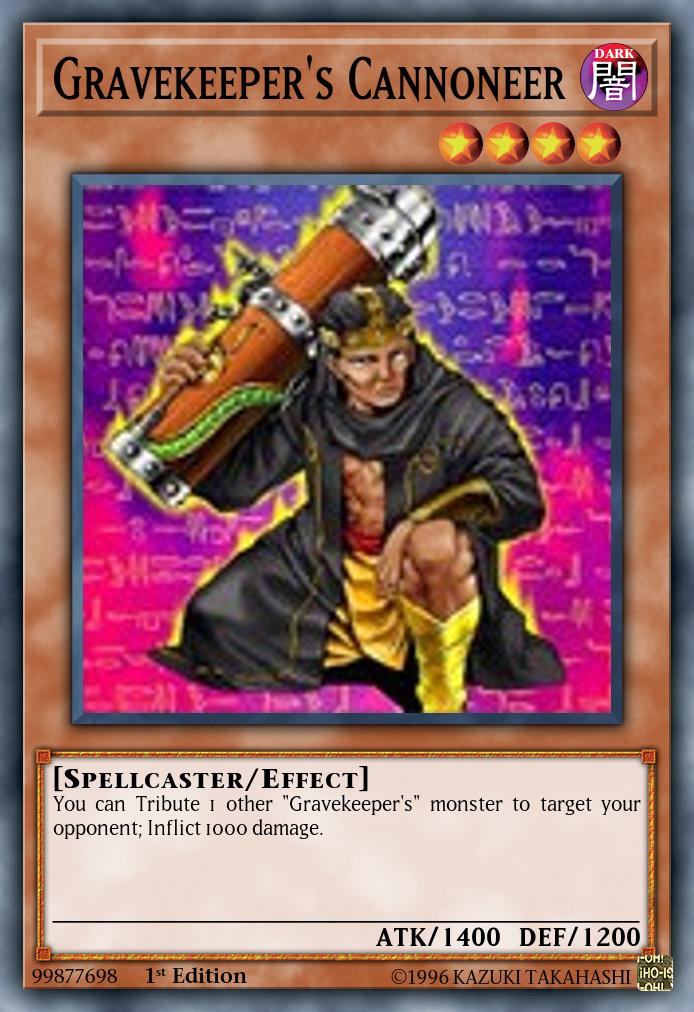 GRAVEKEEPER'S CANNONEER
DARK
闇
[SPELLCASTER/EFFECT]
You can Tribute 1 other "Gravekeeper's" monster to target your
opponent; Inflict 1000 damage.
ATK/1400 DEF/1200
99877698 1st Edition ©1996 KAZUKI TAKAHASHI